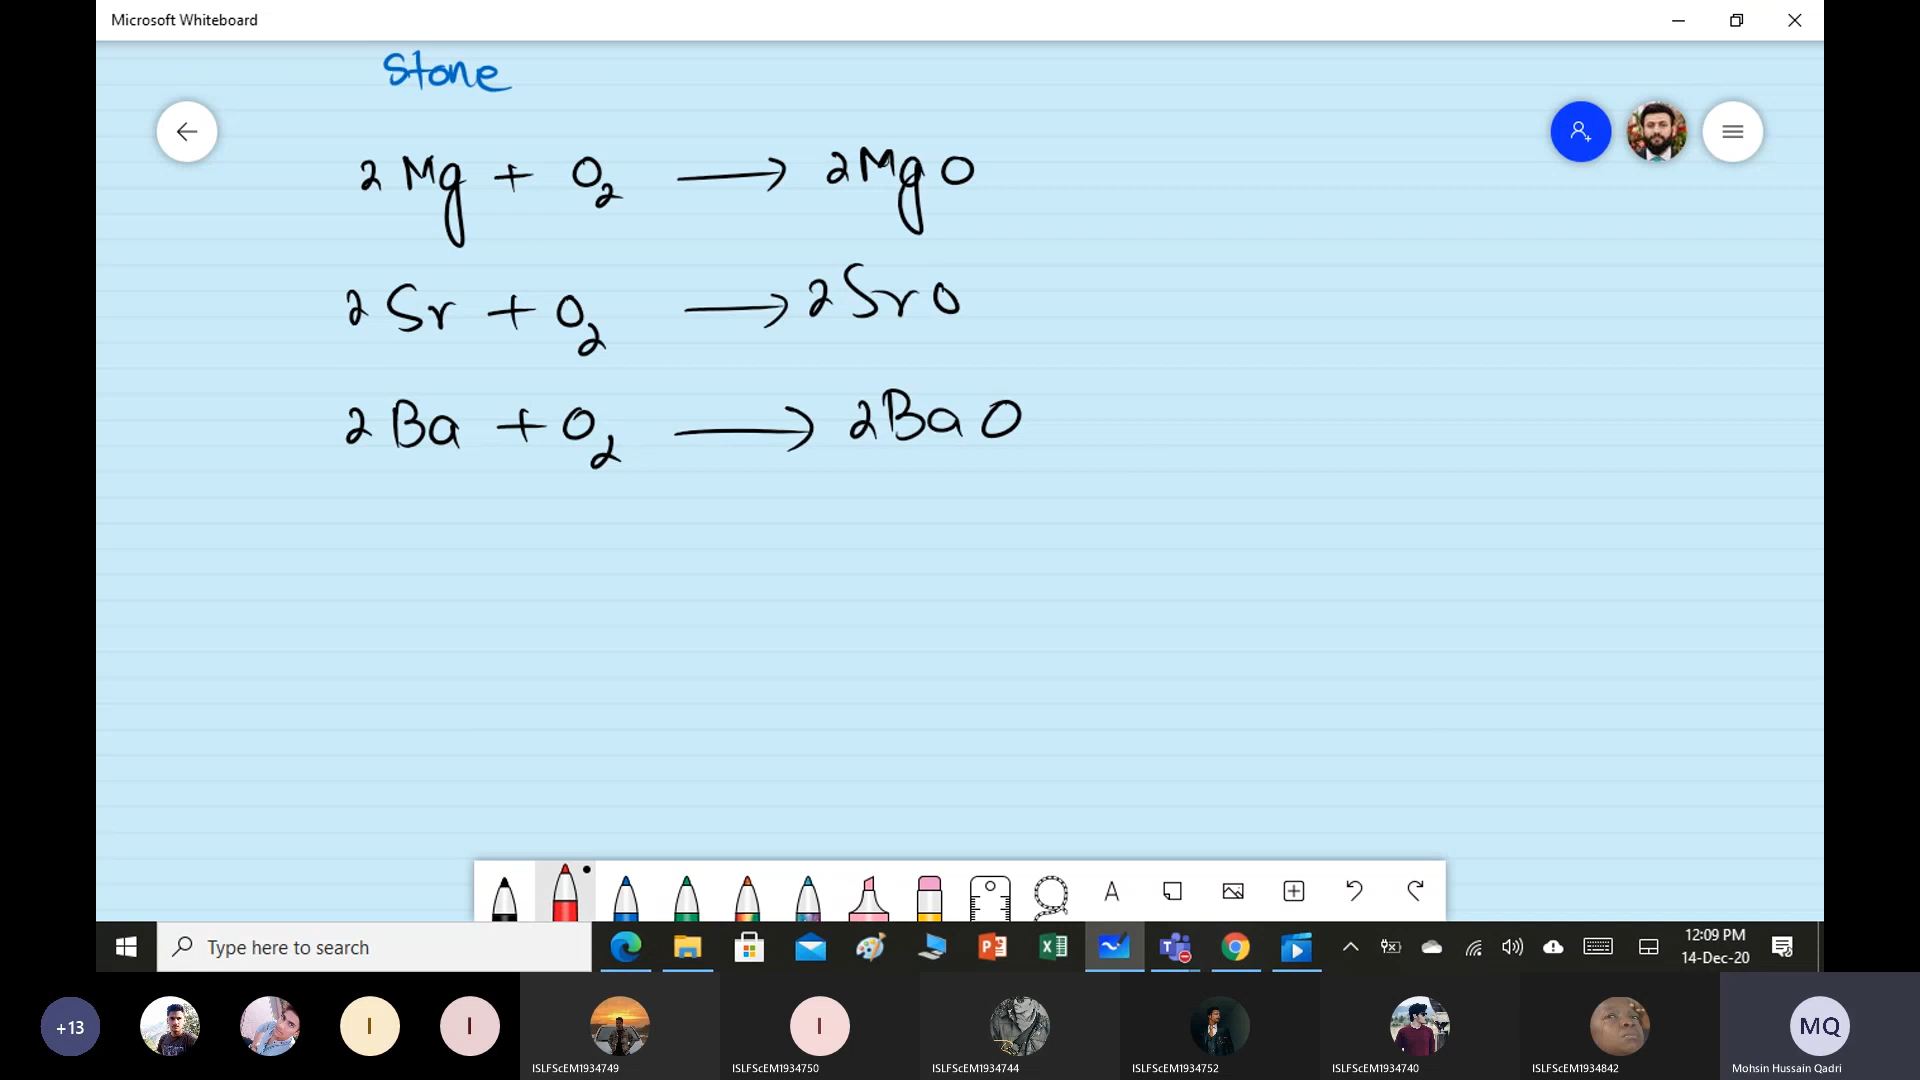 Microsoft Whiteboard
Stone
2Mg + O₂ ⟶ 2MgO
2Sr + O₂ ⟶ 2SrO
2Ba + O₂ ⟶ 2BaO
A
Type here to search
12:09 PM
14-Dec-20
+13
I
I
ISLFScEM1934749
I
ISLFScEM1934750
ISLFScEM1934744
ISLFScEM1934752
ISLFScEM1934740
ISLFScEM1934842
MQ
Mohsin Hussain Qadri